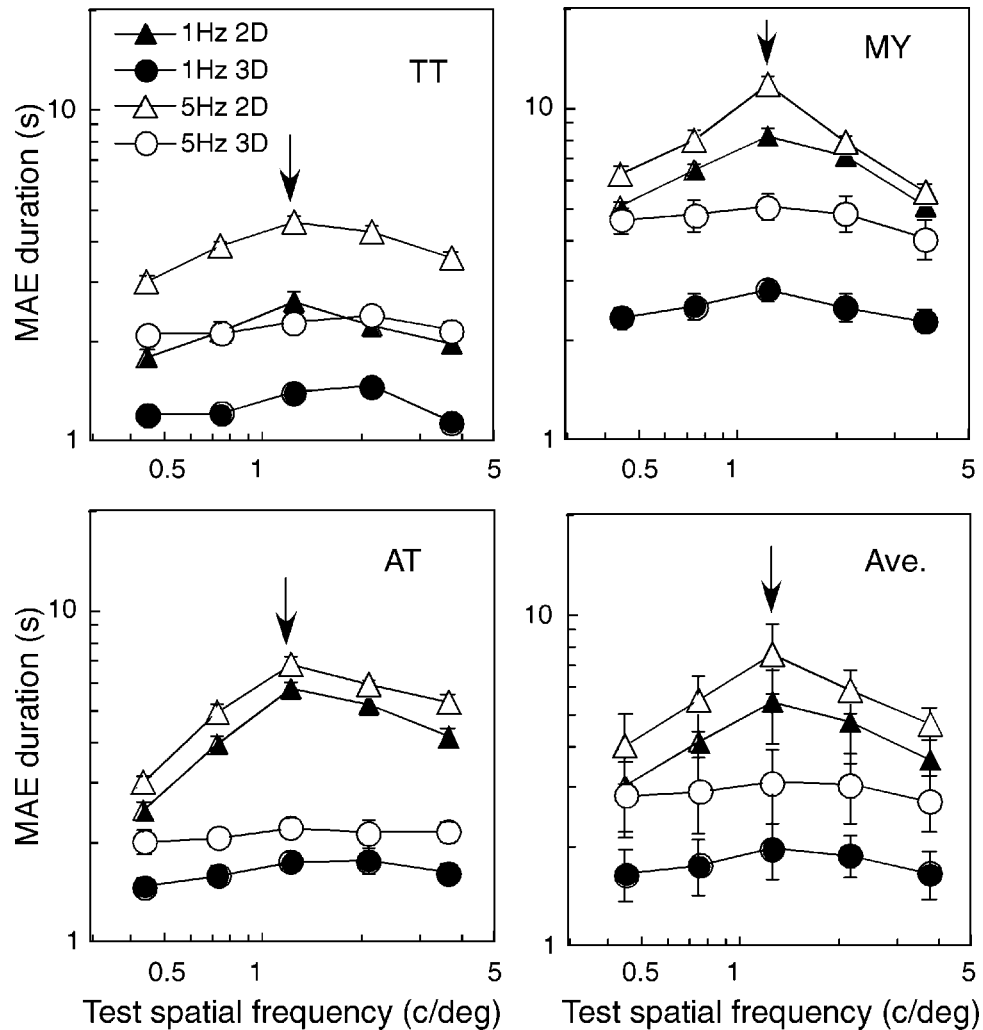 1Hz 2D
1Hz 3D
5Hz 2D
5Hz 3D
TT
MAE duration (s)
10
1
0.5 1 5
MY
10
1
0.5 1 5
AT
MAE duration (s)
10
1
0.5 1 5
Test spatial frequency (c/deg)
Ave.
10
1
0.5 1 5
Test spatial frequency (c/deg)